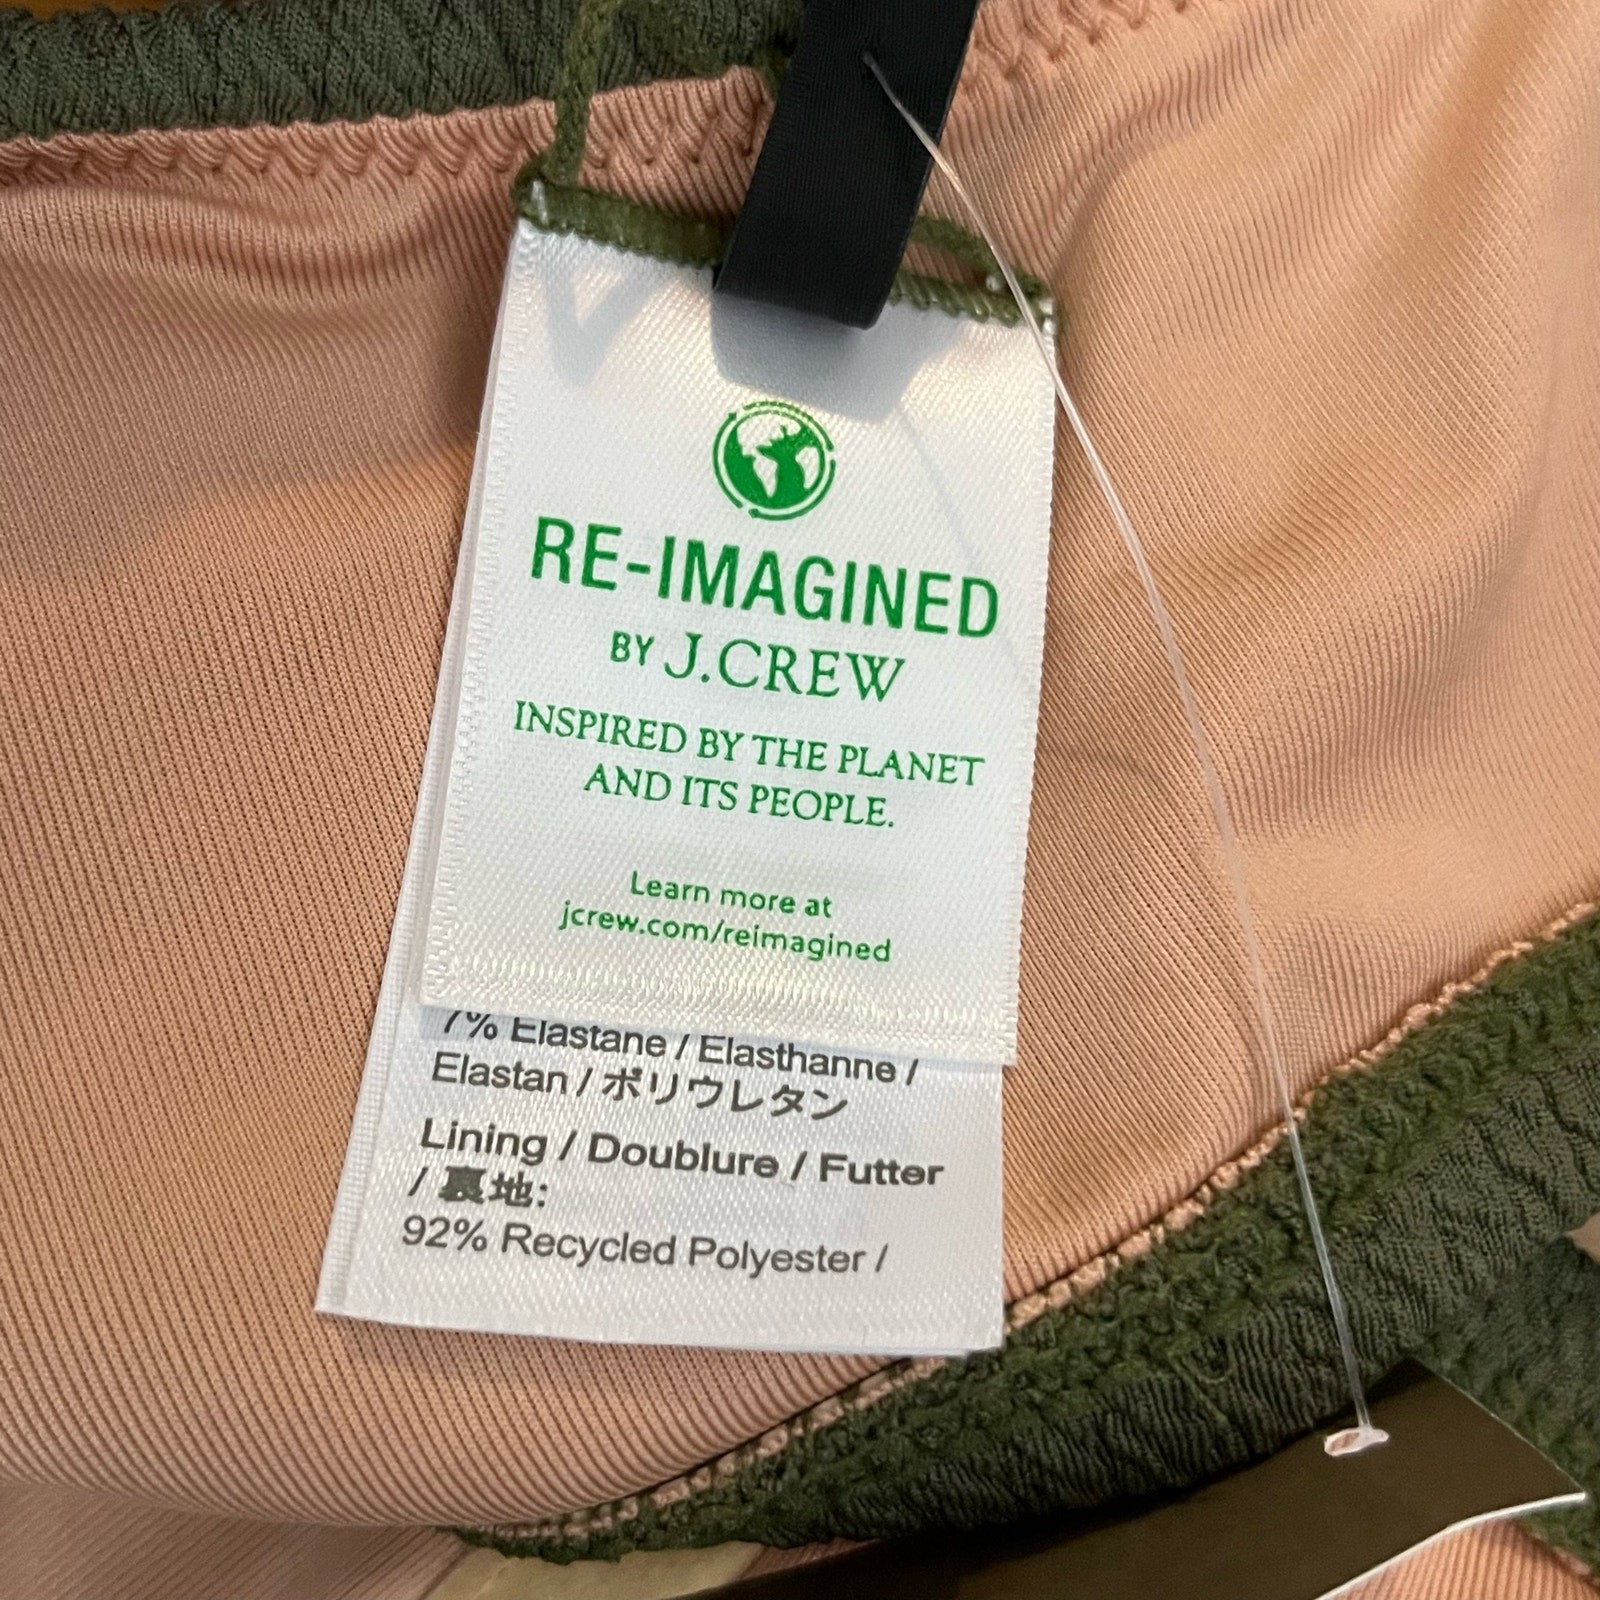 RE-IMAGINED
BY J.CREW
INSPIRED BY THE PLANET
AND ITS PEOPLE.
Learn more at
jcrew.com/reimagined
7% Elastane / Elasthanne /
Elastan / ポリウレタン
Lining / Doublure / Futter
/ 裏地:
92% Recycled Polyester /